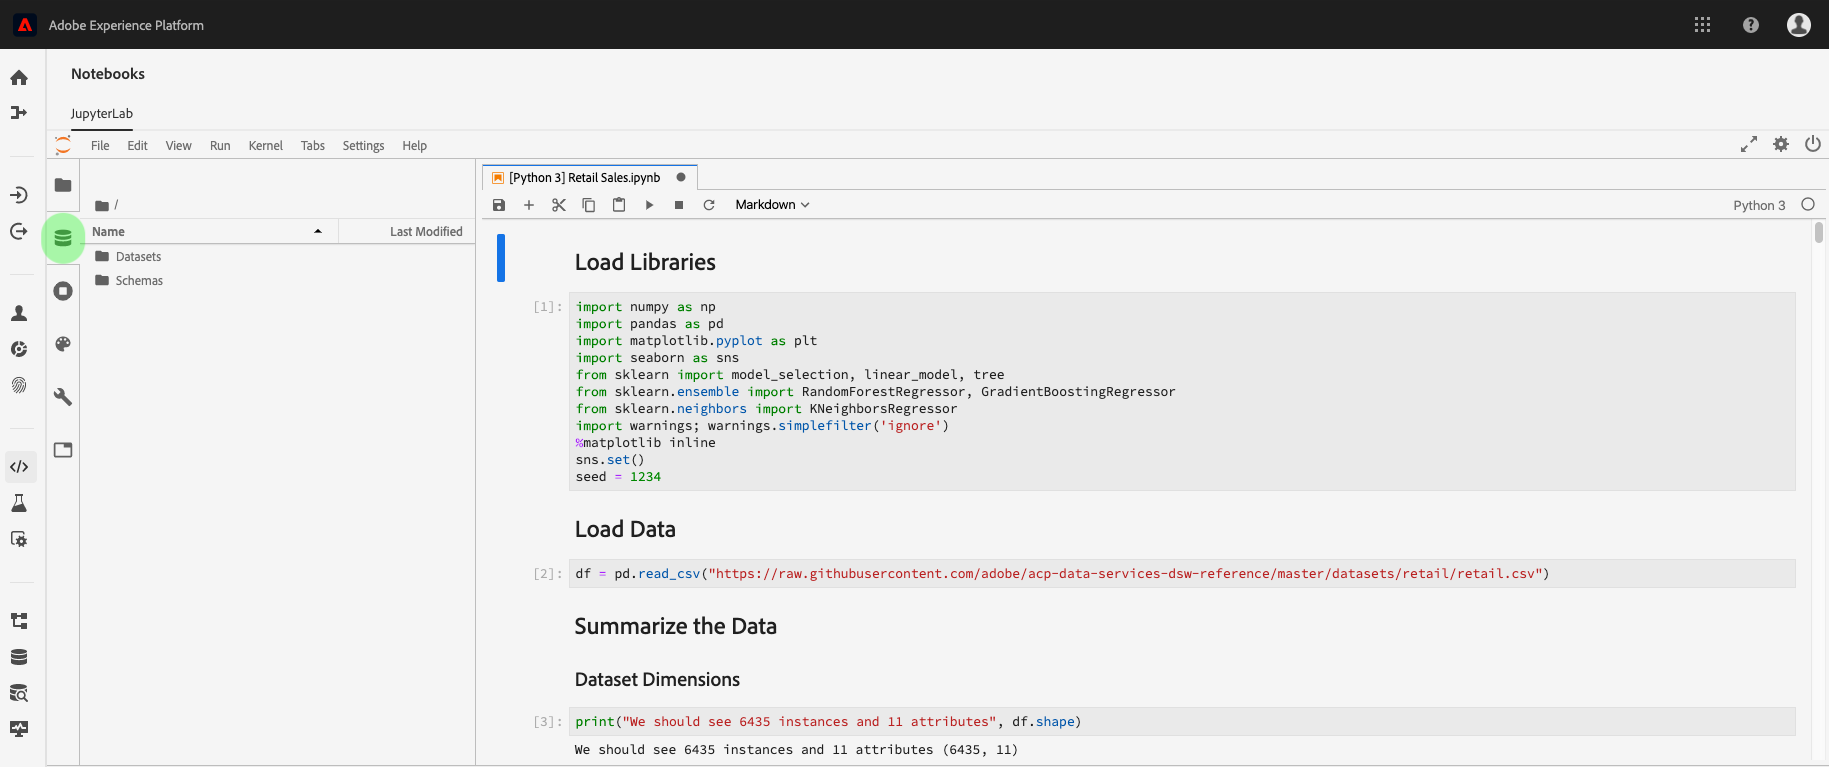 Adobe Experience Platform
Notebooks
JupyterLab
File Edit View Run Kernel Tabs Settings Help
[Python 3] Retail Sales.ipynb
/
Markdown
Python 3
Name Last Modified
Datasets
Schemas
Load Libraries
[1]:
import numpy as np
import pandas as pd
import matplotlib.pyplot as plt
import seaborn as sns
from sklearn import model_selection, linear_model, tree
from sklearn.ensemble import RandomForestRegressor, GradientBoostingRegressor
from sklearn.neighbors import KNeighborsRegressor
import warnings; warnings.simplefilter('ignore')
%matplotlib inline
sns.set()
seed = 1234
Load Data
[2]: df = pd.read_csv("https://raw.githubusercontent.com/adobe/acp-data-services-dsw-reference/master/datasets/retail/retail.csv")
Summarize the Data
Dataset Dimensions
[3]: print("We should see 6435 instances and 11 attributes", df.shape)
We should see 6435 instances and 11 attributes (6435, 11)